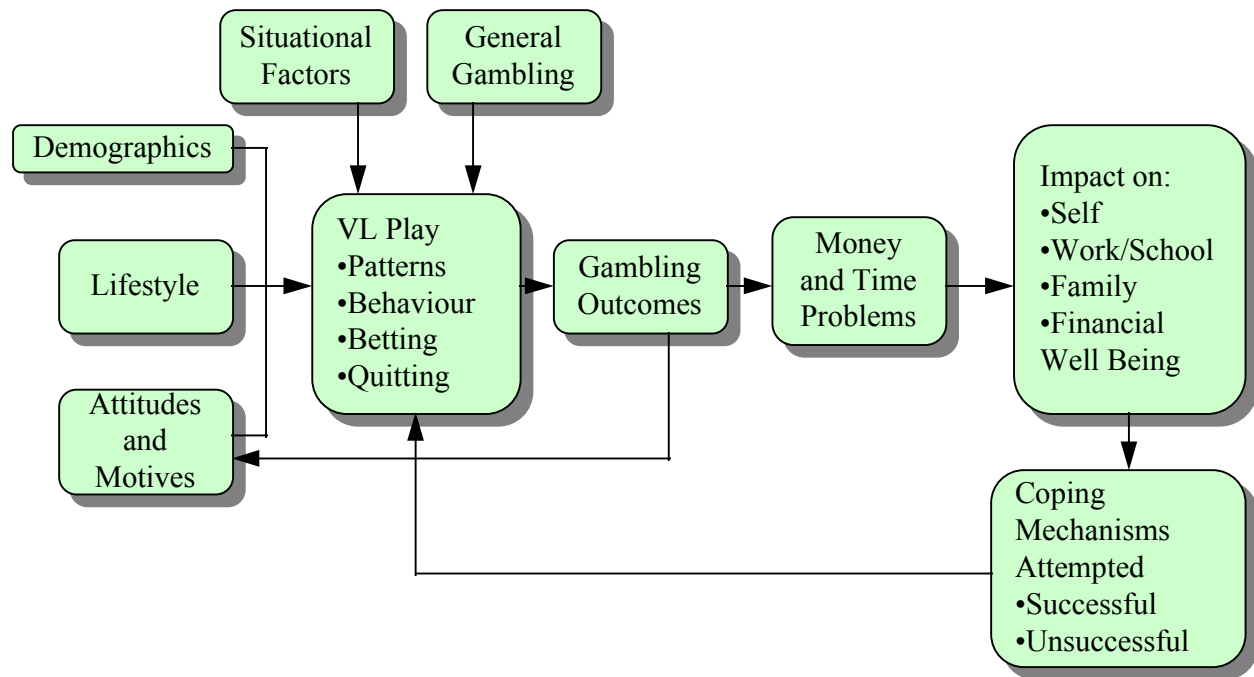 Situational
Factors
General
Gambling
Demographics
Lifestyle
Attitudes
and
Motives
VL Play
•Patterns
•Behaviour
•Betting
•Quitting
Gambling
Outcomes
Money
and Time
Problems
Impact on:
•Self
•Work/School
•Family
•Financial
Well Being
Coping
Mechanisms
Attempted
•Successful
•Unsuccessful